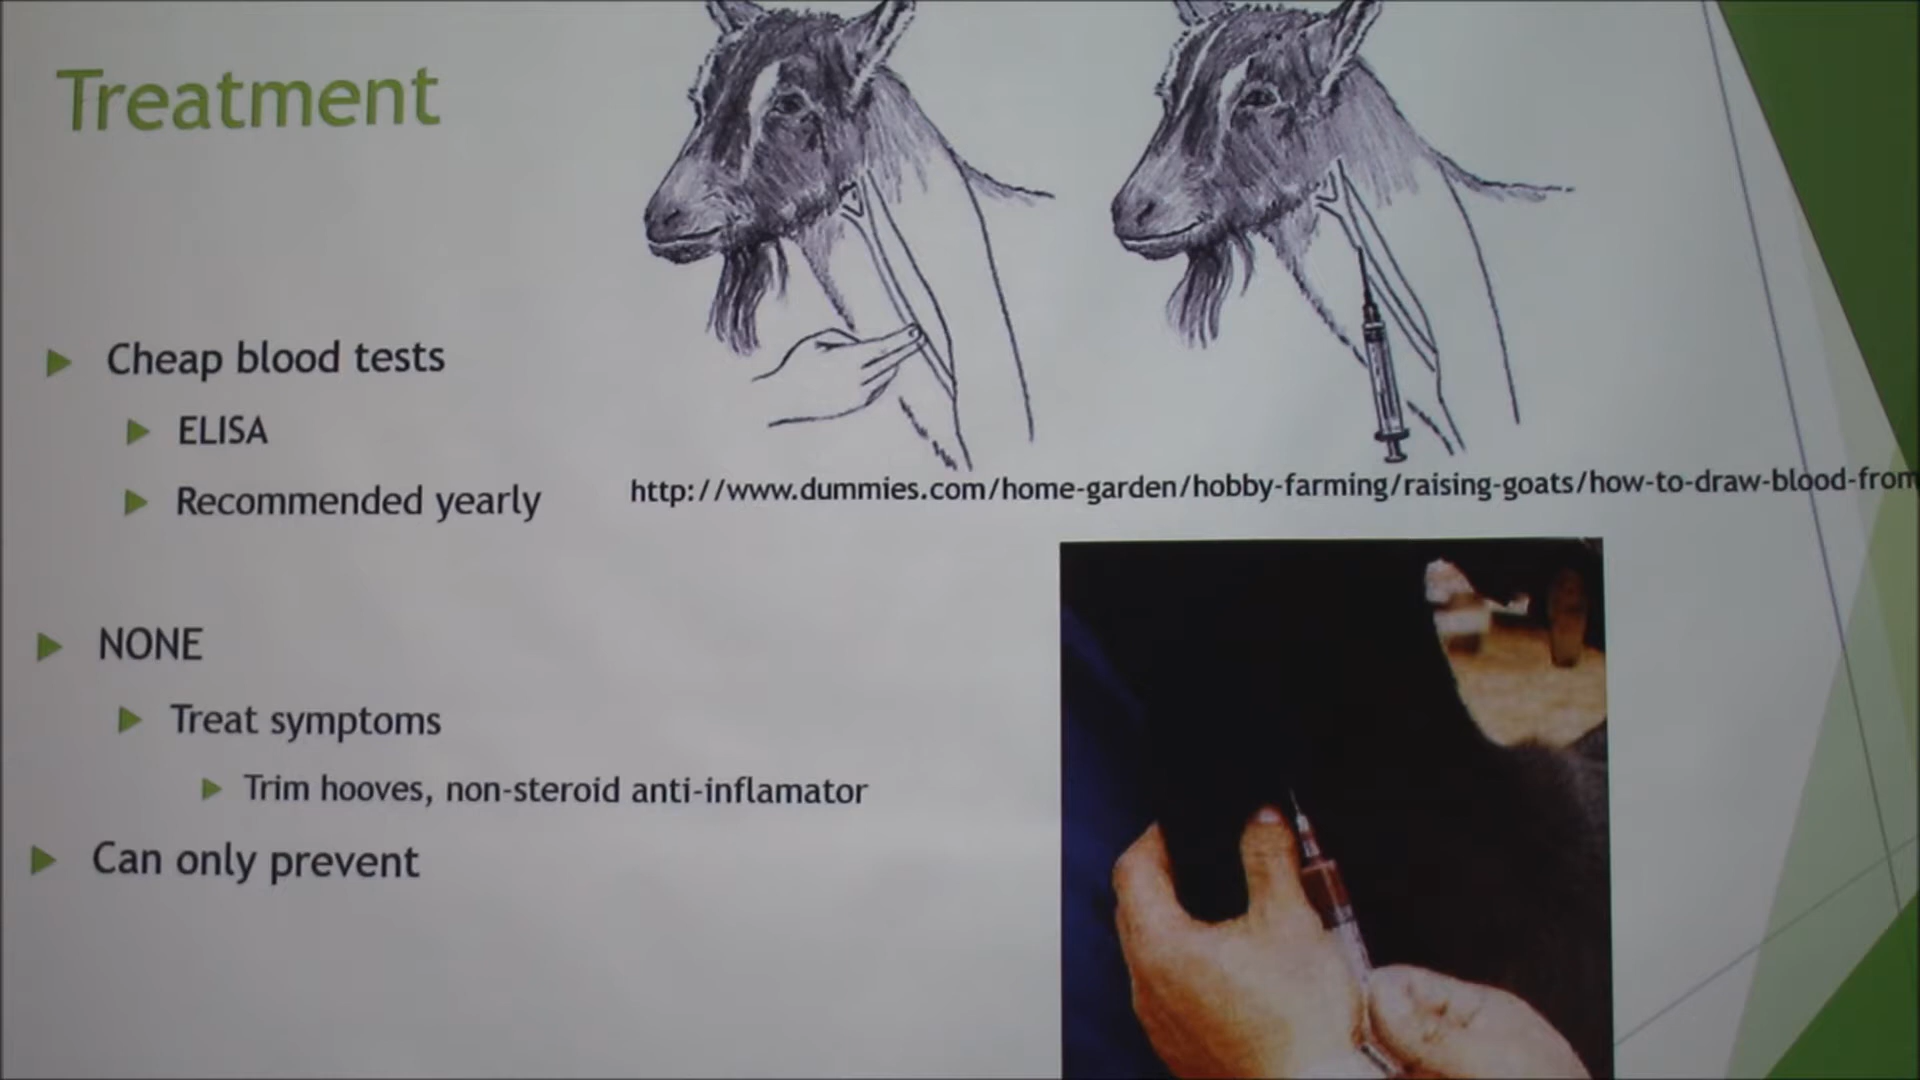 Treatment
Cheap blood tests
ELISA
Recommended yearly
http://www.dummies.com/home-garden/hobby-farming/raising-goats/how-to-draw-blood-from
NONE
Treat symptoms
Trim hooves, non-steroid anti-inflamator
Can only prevent